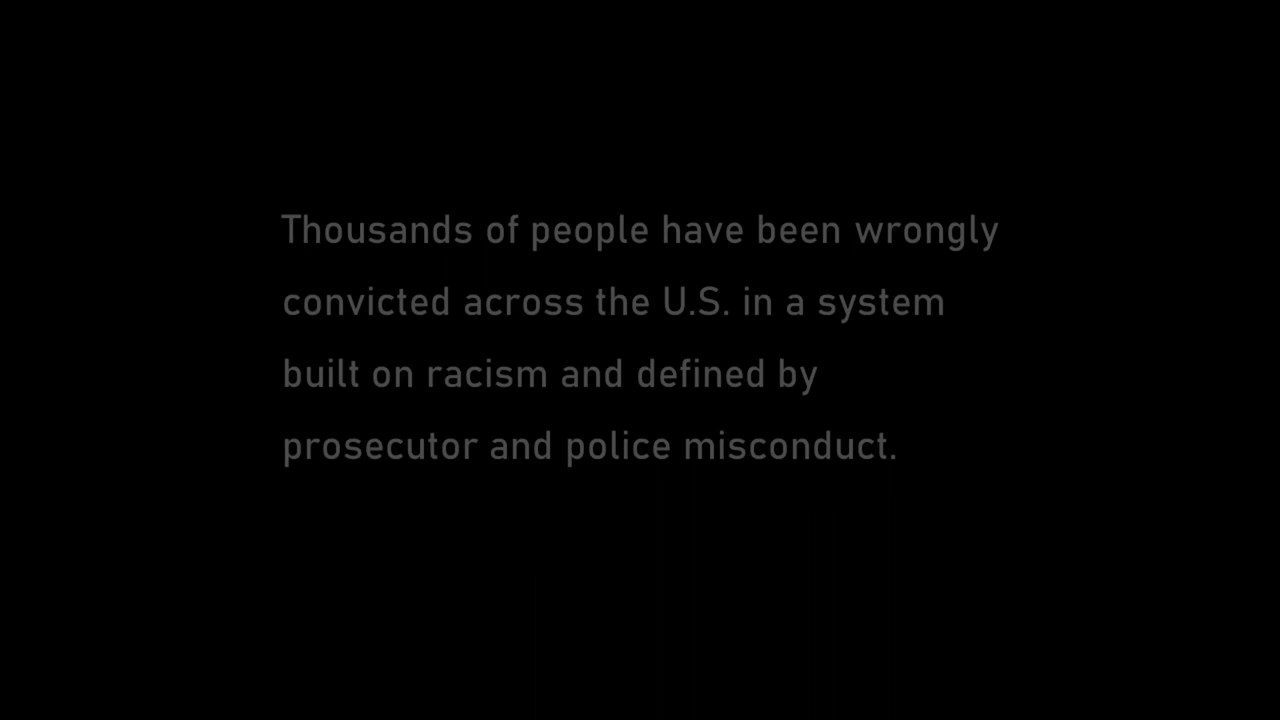 Thousands of people have been wrongly
convicted across the U.S. in a system
built on racism and defined by
prosecutor and police misconduct.